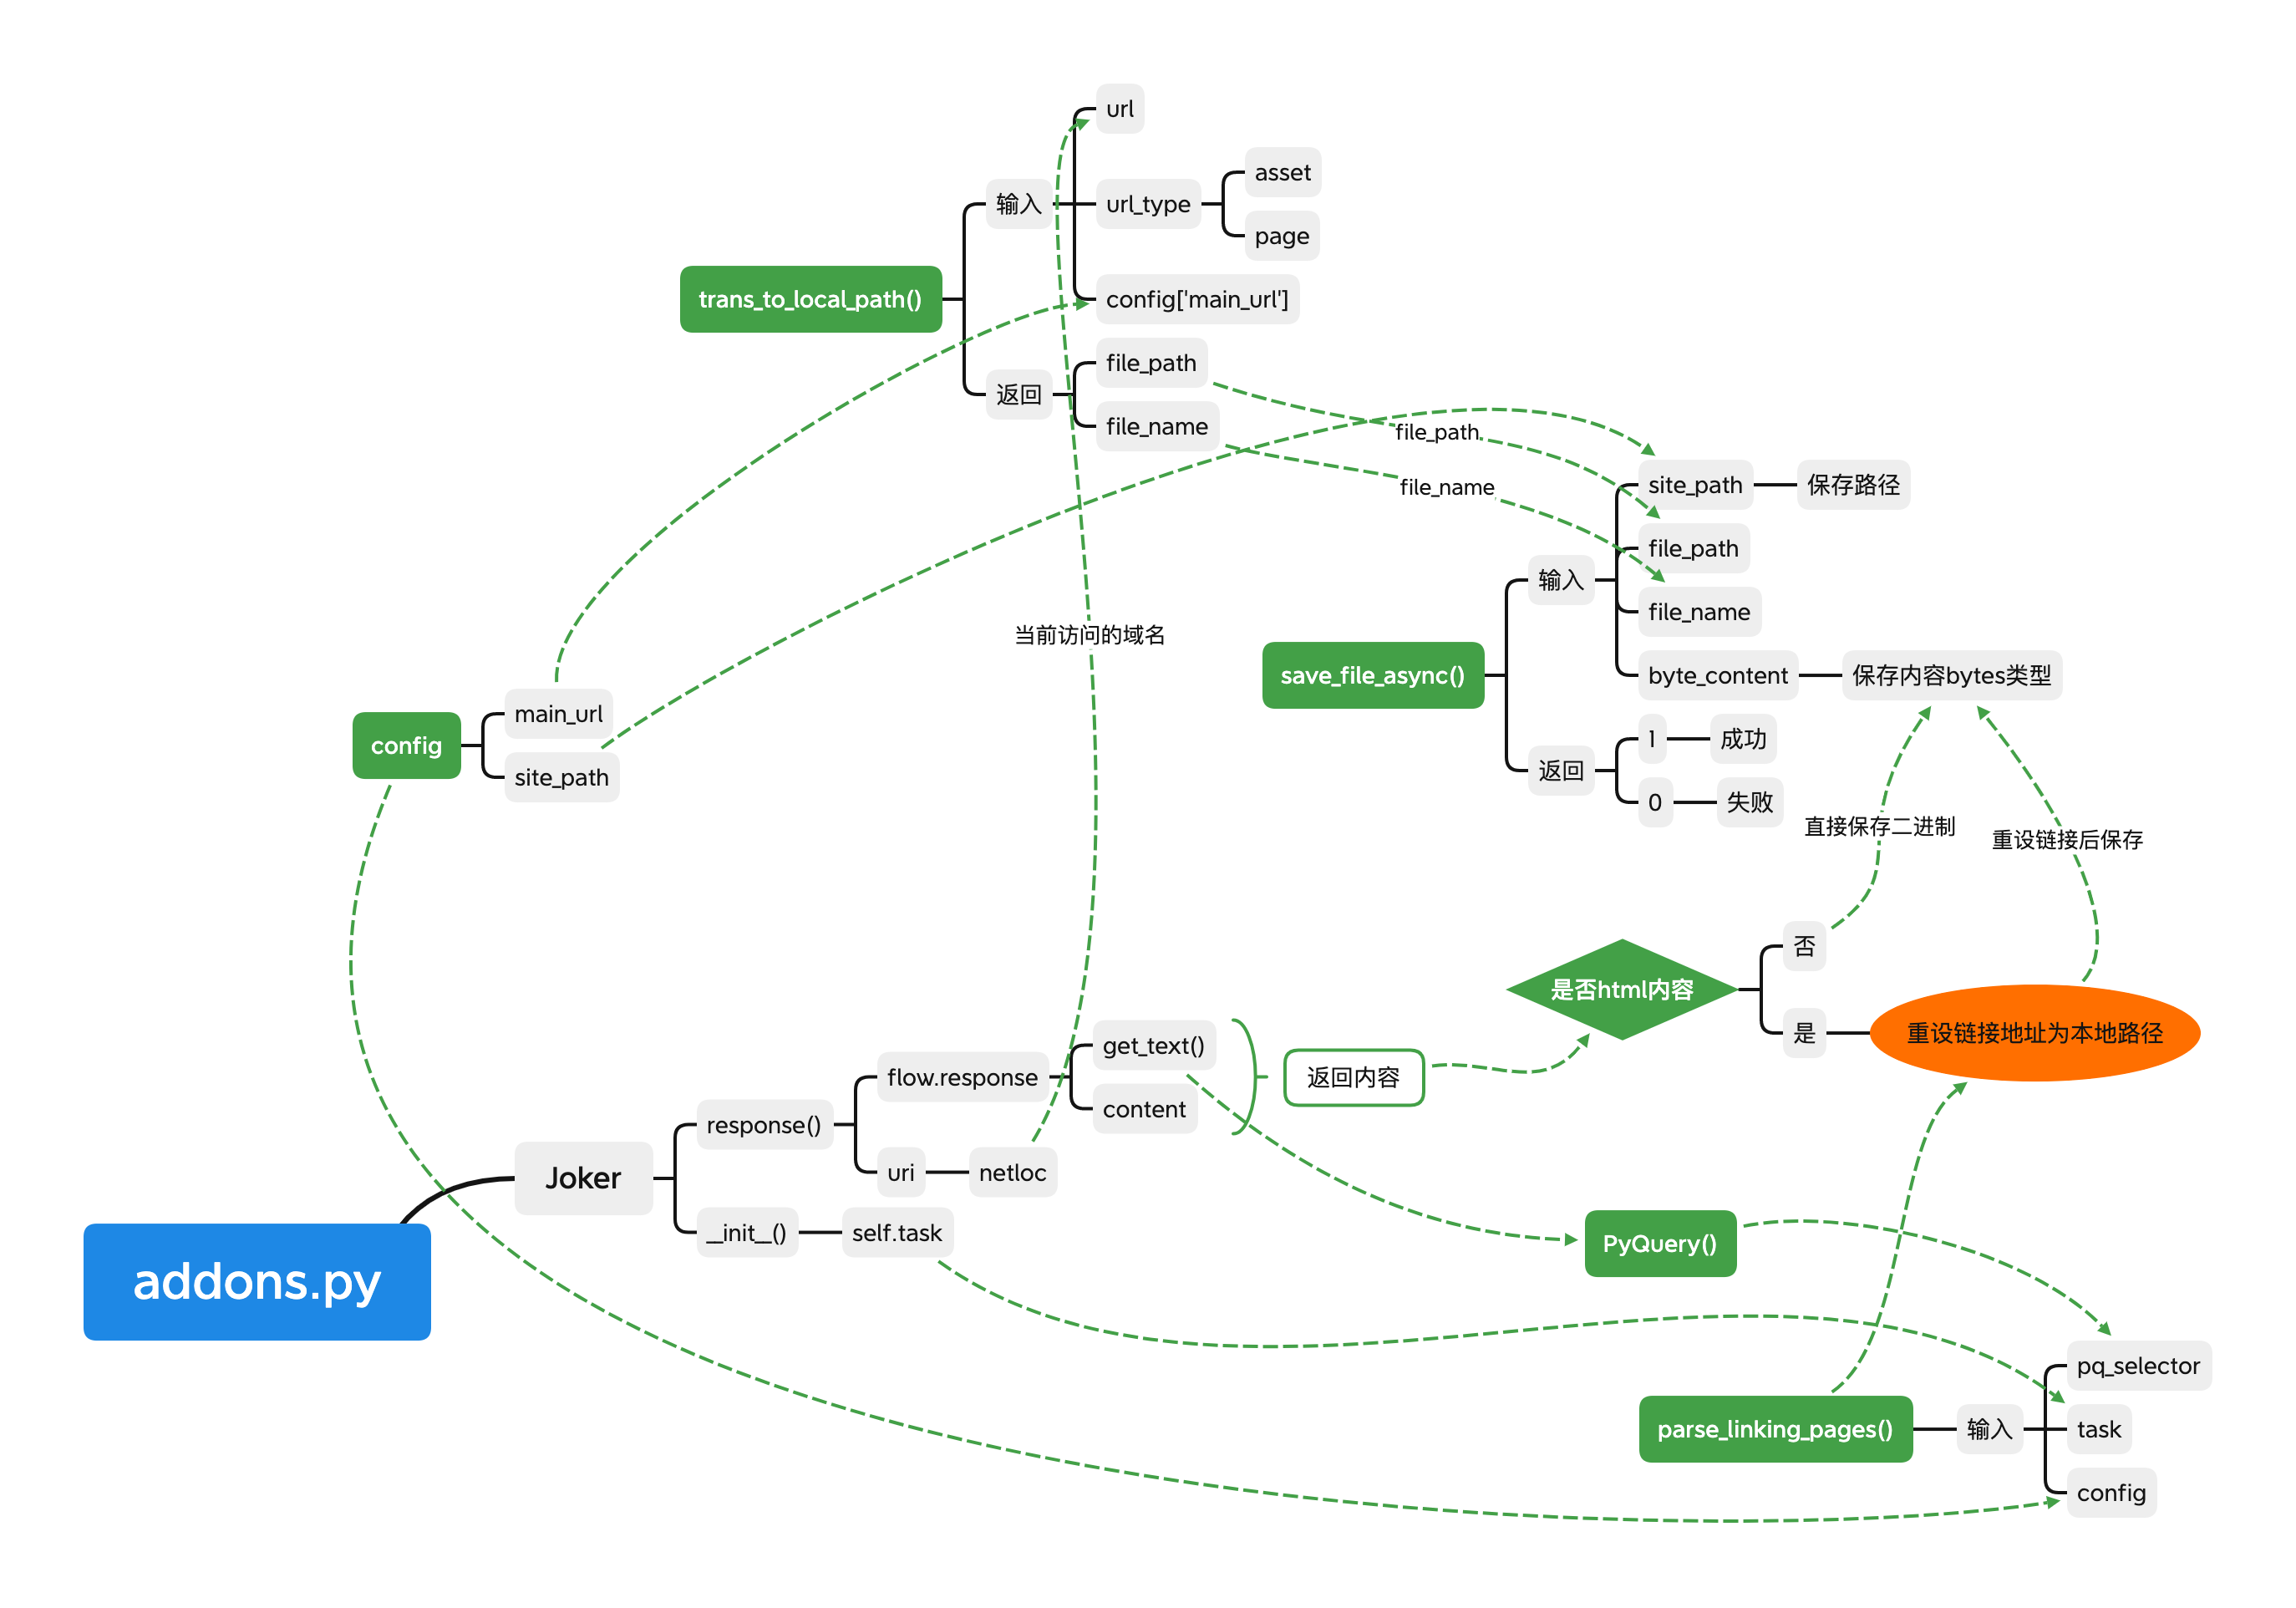 url
asset
输入
url_type
page
trans_to_local_path()
config['main_url']
file_path
返回
file_name
file_path
file_name
site_path
保存路径
file_path
输入
file_name
当前访问的域名
save_file_async()
byte_content
保存内容bytes类型
main_url
config
site_path
1
成功
返回
0
失败
直接保存二进制
重设链接后保存
否
是否html内容
是
重设链接地址为本地路径
get_text()
flow.response
返回内容
content
response()
Joker
uri
netloc
__init__()
self.task
PyQuery()
addons.py
pq_selector
parse_linking_pages()
输入
task
config